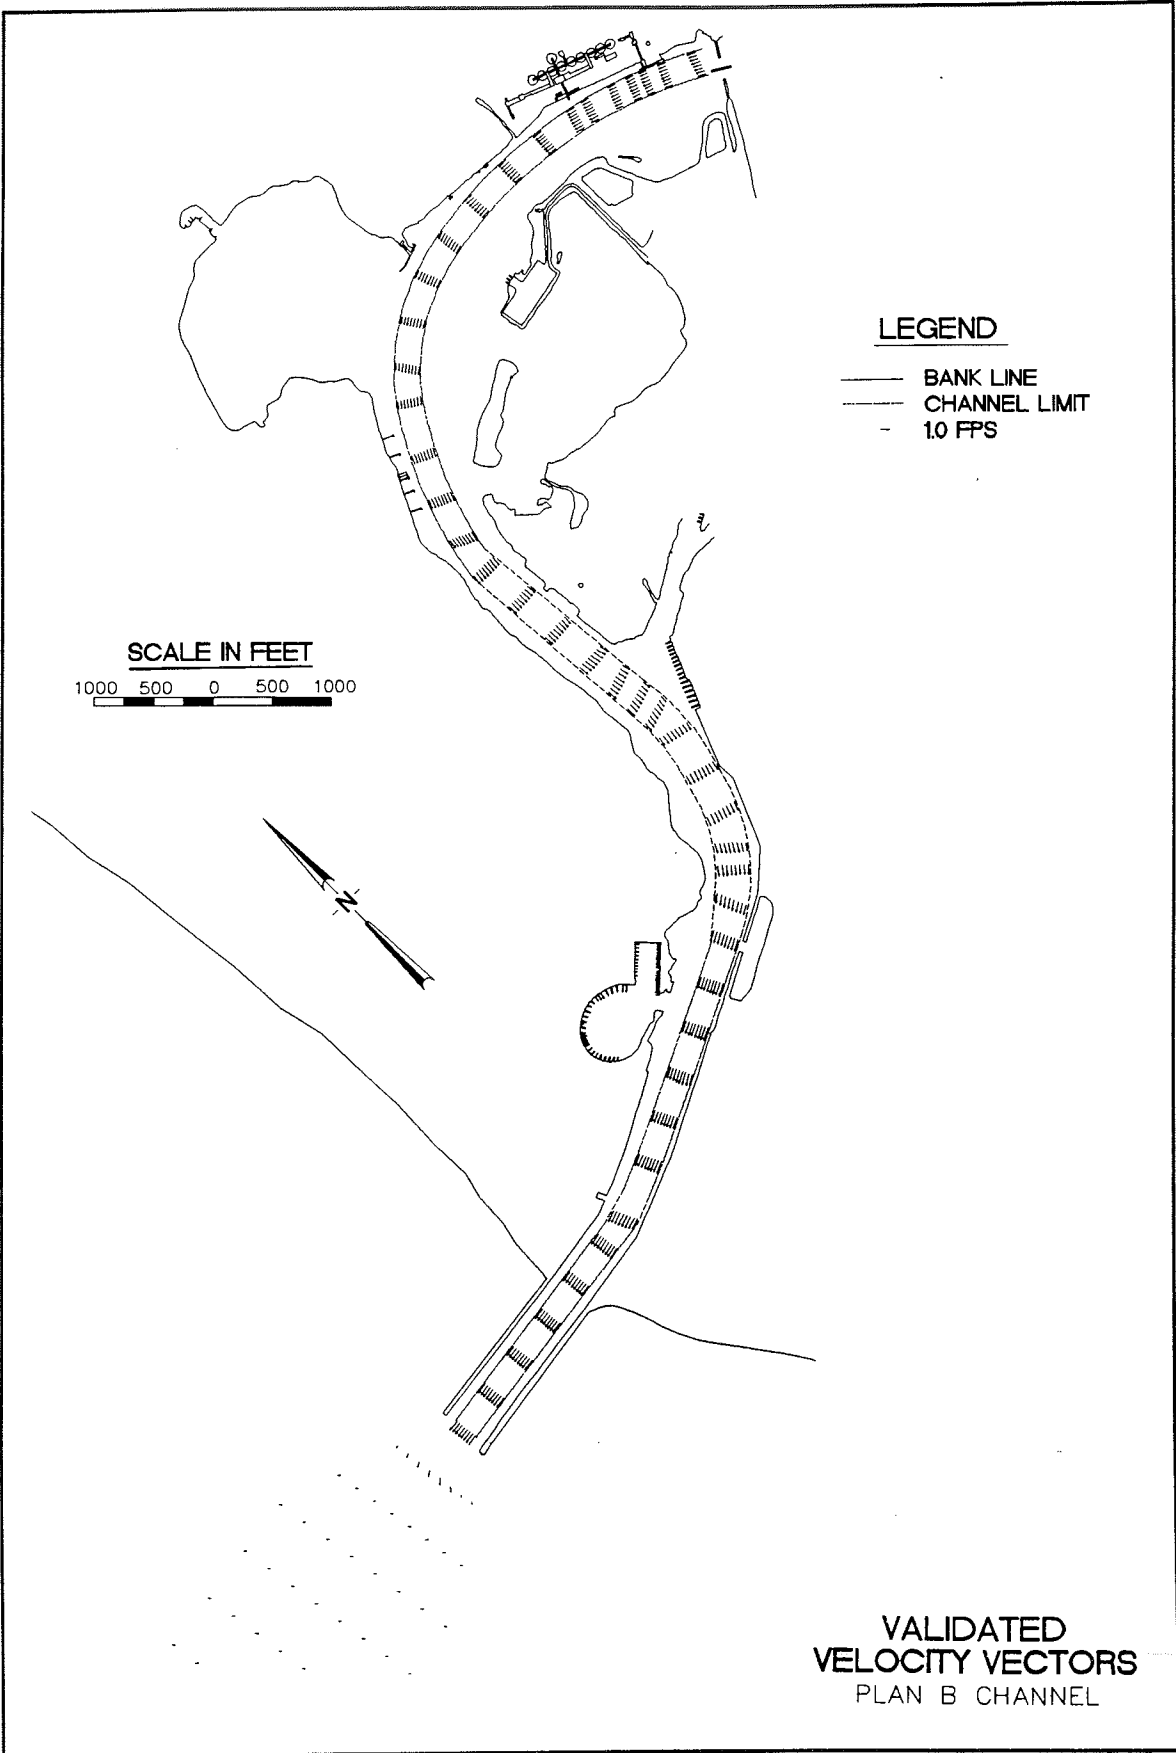 LEGEND
BANK LINE
CHANNEL LIMIT
1.0 FPS
SCALE IN FEET
1000 500 0 500 1000
N
VALIDATED
VELOCITY VECTORS
PLAN B CHANNEL